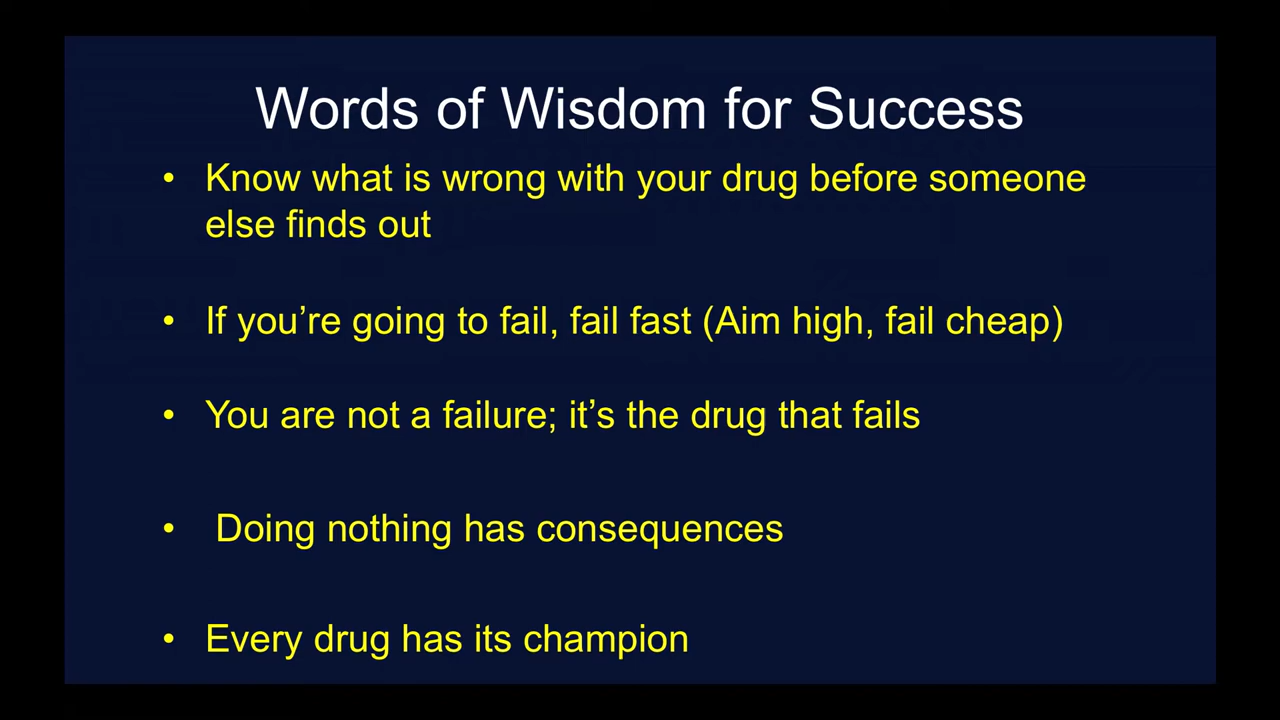 Words of Wisdom for Success
• Know what is wrong with your drug before someone
else finds out
• If you’re going to fail, fail fast (Aim high, fail cheap)
• You are not a failure; it’s the drug that fails
• Doing nothing has consequences
• Every drug has its champion